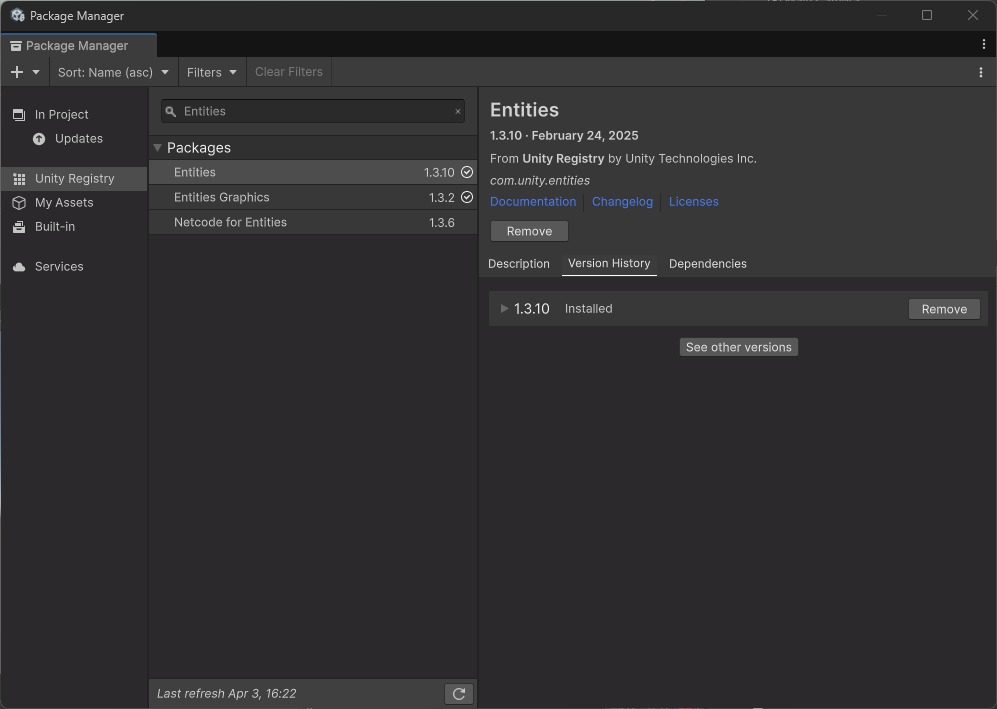 Package Manager
Package Manager
Sort: Name (asc)
Filters
Clear Filters
In Project
Updates
Unity Registry
My Assets
Built-in
Services
Entities
Packages
Entities 1.3.10
Entities Graphics 1.3.2
Netcode for Entities 1.3.6
Last refresh Apr 3, 16:22
Entities
1.3.10 · February 24, 2025
From Unity Registry by Unity Technologies Inc.
com.unity.entities
Documentation Changelog Licenses
Remove
Description Version History Dependencies
1.3.10 Installed Remove
See other versions